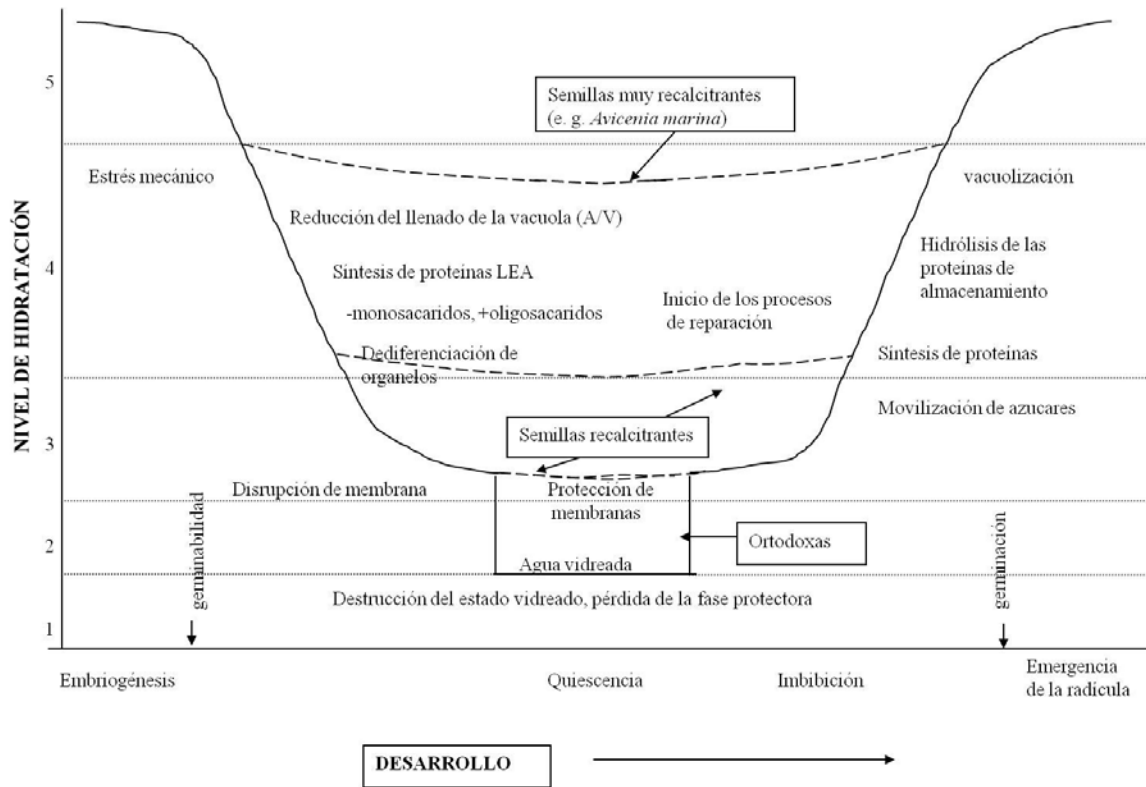 NIVEL DE HIDRATACIÓN
5
4
3
2
1
Semillas muy recalcitrantes
(e. g. Avicenia marina)
Estrés mecánico
vacuolización
Reducción del llenado de la vacuola (A/V)
Hidrólisis de las
proteinas de
almacenamiento
Síntesis de proteinas LEA
-monosacaridos, +oligosacaridos
Inicio de los procesos
de reparación
Dediferenciación de
organelos
Síntesis de proteinas
Movilización de azucares
Semillas recalcitrantes
Disrupción de membrana
Protección de
membranas
Ortodoxas
Agua vidreada
germinabilidad
germinación
Destrucción del estado vidreado, pérdida de la fase protectora
Embriogénesis
Quiescencia
Imbibición
Emergencia
de la radícula
DESARROLLO